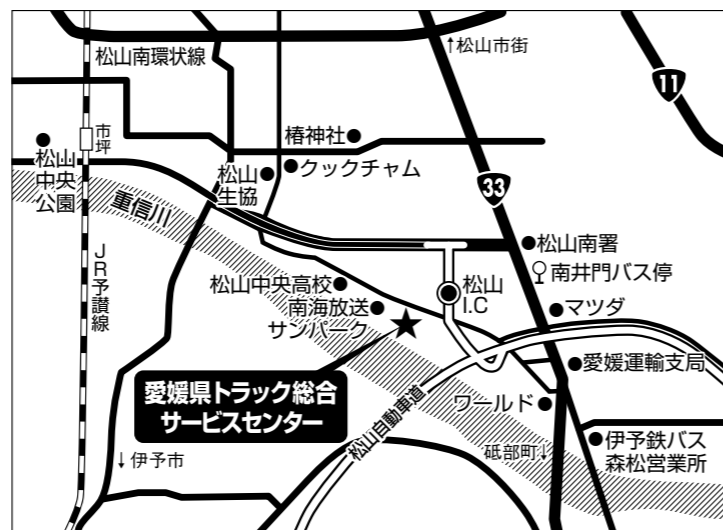 松山南環状線
↑松山市街
11
市坪
椿神社
松山
中央
公園
松山
生協
クックチャム
33
重信川
JR予讃線
松山南署
南井門バス停
松山中央高校
松山
I.C
南海放送
サンパーク
マツダ
愛媛県トラック総合
サービスセンター
愛媛運輸支局
松山自動車道
ワールド
↓伊予市
砥部町↓
伊予鉄バス
森松営業所